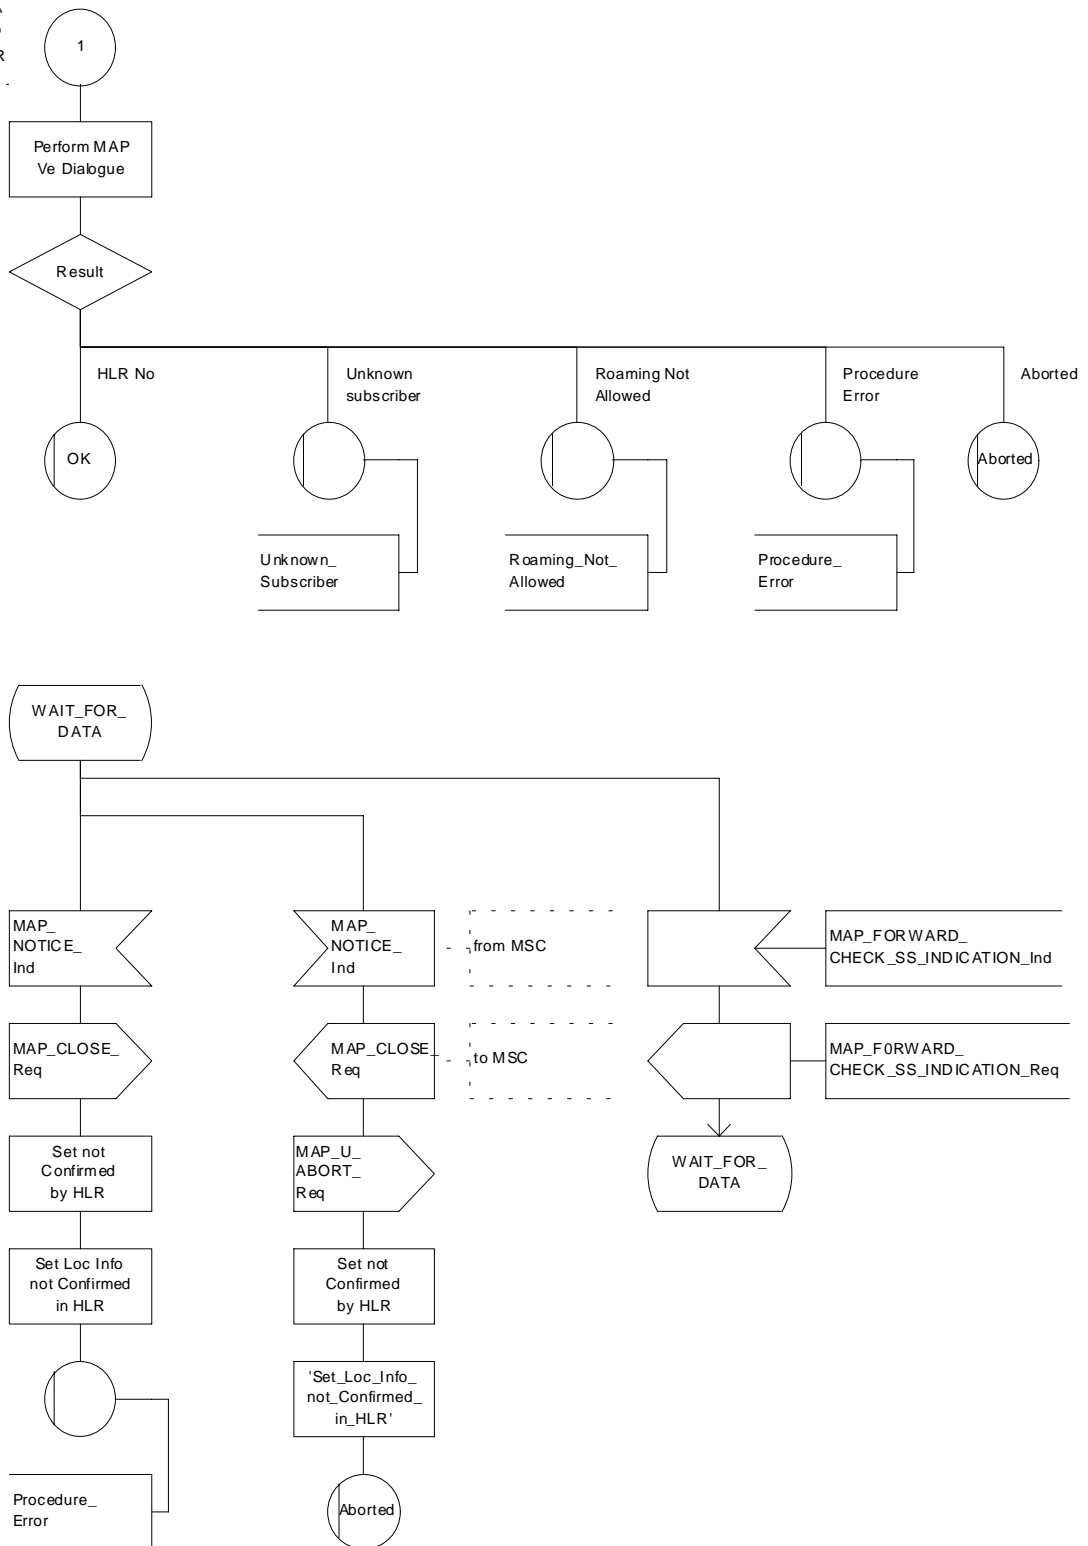 R
1
Perform MAP
Ve Dialogue
Result
HLR No
Unknown
subscriber
Roaming Not
Allowed
Procedure
Error
Aborted
OK
Aborted
Unknown_
Subscriber
Roaming_Not_
Allowed
Procedure_
Error
WAIT_FOR_
DATA
MAP_
NOTICE_
Ind
MAP_
NOTICE_
Ind
from MSC
MAP_FORWARD_
CHECK_SS_INDICATION_Ind
MAP_CLOSE_
Req
MAP_CLOSE_
Req
to MSC
MAP_F0RWARD_
CHECK_SS_INDICATION_Req
Set not
Confirmed
by HLR
MAP_U_
ABORT_
Req
WAIT_FOR_
DATA
Set Loc Info
not Confirmed
in HLR
Set not
Confirmed
by HLR
'Set_Loc_Info_
not_Confirmed_
in_HLR'
Procedure_
Error
Aborted